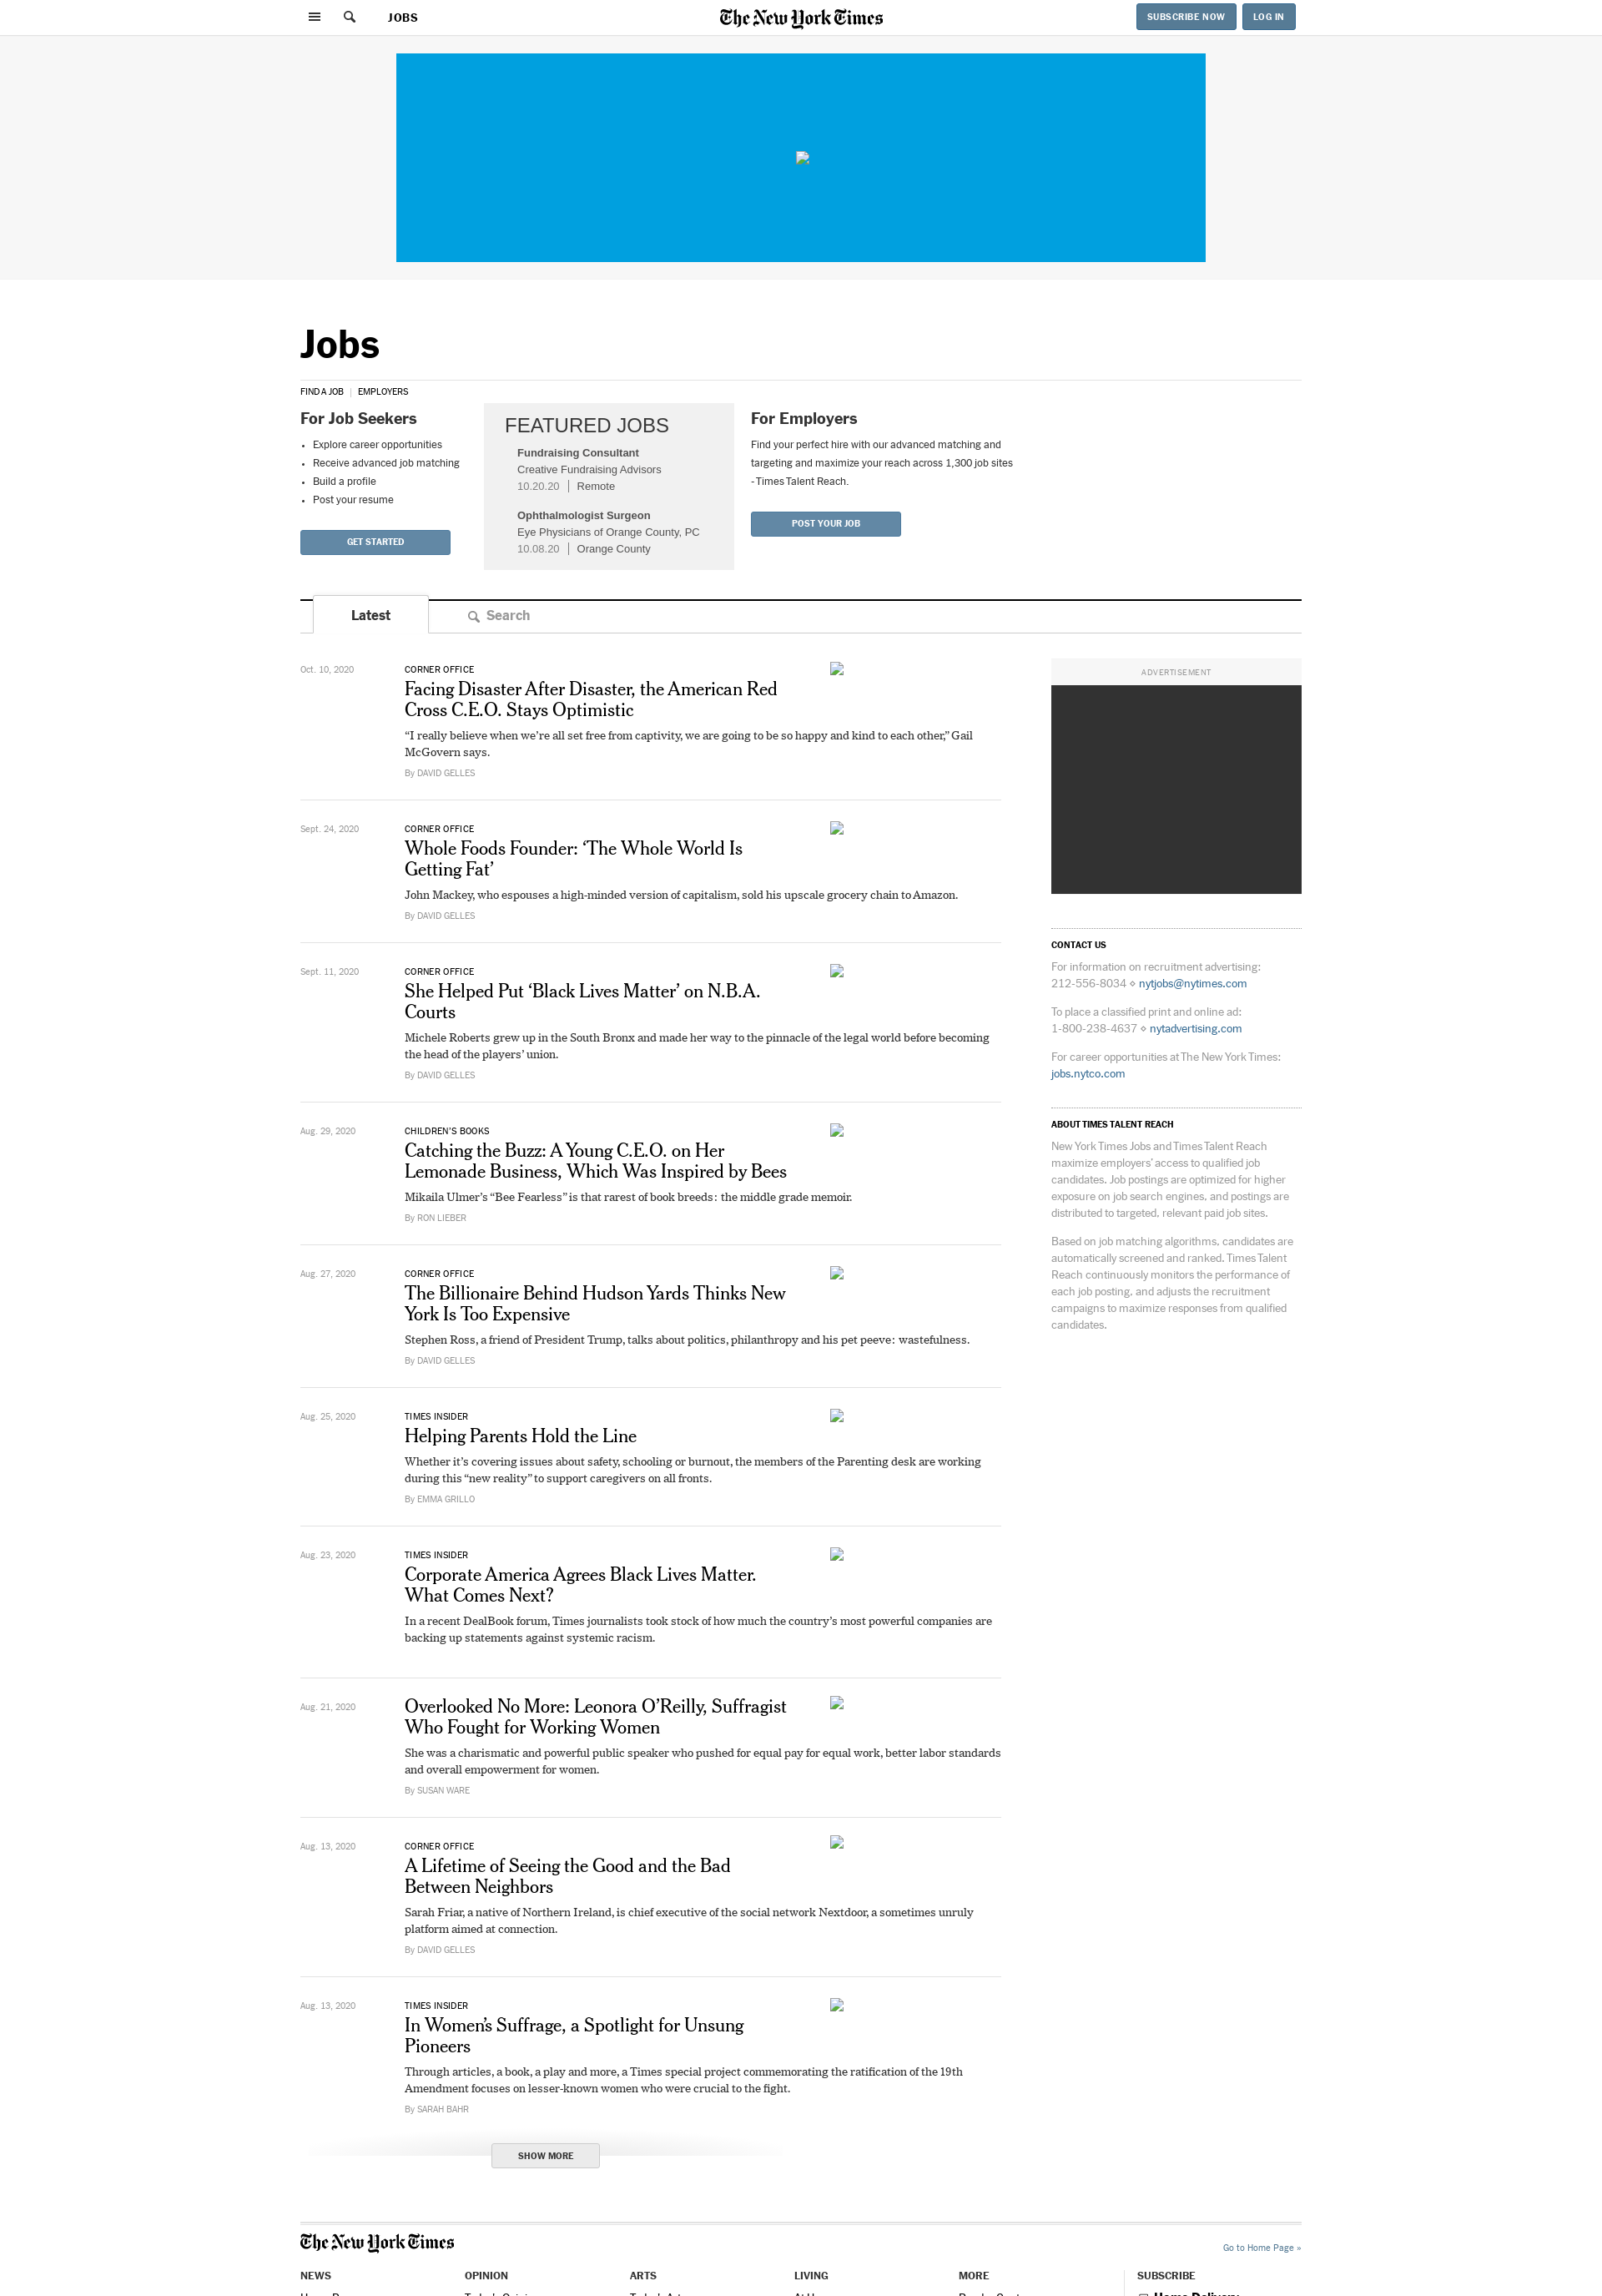 JOBS
The New York Times
SUBSCRIBE NOW
LOG IN
Jobs
FIND A JOB | EMPLOYERS
For Job Seekers
• Explore career opportunities
• Receive advanced job matching
• Build a profile
• Post your resume
GET STARTED
FEATURED JOBS
Fundraising Consultant
Creative Fundraising Advisors
10.20.20 | Remote
Ophthalmologist Surgeon
Eye Physicians of Orange County, PC
10.08.20 | Orange County
For Employers
Find your perfect hire with our advanced matching and
targeting and maximize your reach across 1,300 job sites
- Times Talent Reach.
POST YOUR JOB
Latest
Search
Oct. 10, 2020
CORNER OFFICE
Facing Disaster After Disaster, the American Red
Cross C.E.O. Stays Optimistic
“I really believe when we’re all set free from captivity, we are going to be so happy and kind to each other,” Gail
McGovern says.
By DAVID GELLES
Sept. 24, 2020
CORNER OFFICE
Whole Foods Founder: ‘The Whole World Is
Getting Fat’
John Mackey, who espouses a high-minded version of capitalism, sold his upscale grocery chain to Amazon.
By DAVID GELLES
Sept. 11, 2020
CORNER OFFICE
She Helped Put ‘Black Lives Matter’ on N.B.A.
Courts
Michele Roberts grew up in the South Bronx and made her way to the pinnacle of the legal world before becoming
the head of the players’ union.
By DAVID GELLES
Aug. 29, 2020
CHILDREN’S BOOKS
Catching the Buzz: A Young C.E.O. on Her
Lemonade Business, Which Was Inspired by Bees
Mikaila Ulmer’s “Bee Fearless” is that rarest of book breeds: the middle grade memoir.
By RON LIEBER
Aug. 27, 2020
CORNER OFFICE
The Billionaire Behind Hudson Yards Thinks New
York Is Too Expensive
Stephen Ross, a friend of President Trump, talks about politics, philanthropy and his pet peeve: wastefulness.
By DAVID GELLES
Aug. 25, 2020
TIMES INSIDER
Helping Parents Hold the Line
Whether it’s covering issues about safety, schooling or burnout, the members of the Parenting desk are working
during this “new reality” to support caregivers on all fronts.
By EMMA GRILLO
Aug. 23, 2020
TIMES INSIDER
Corporate America Agrees Black Lives Matter.
What Comes Next?
In a recent DealBook forum, Times journalists took stock of how much the country’s most powerful companies are
backing up statements against systemic racism.
Aug. 21, 2020
Overlooked No More: Leonora O’Reilly, Suffragist
Who Fought for Working Women
She was a charismatic and powerful public speaker who pushed for equal pay for equal work, better labor standards
and overall empowerment for women.
By SUSAN WARE
Aug. 13, 2020
CORNER OFFICE
A Lifetime of Seeing the Good and the Bad
Between Neighbors
Sarah Friar, a native of Northern Ireland, is chief executive of the social network Nextdoor, a sometimes unruly
platform aimed at connection.
By DAVID GELLES
Aug. 13, 2020
TIMES INSIDER
In Women’s Suffrage, a Spotlight for Unsung
Pioneers
Through articles, a book, a play and more, a Times special project commemorating the ratification of the 19th
Amendment focuses on lesser-known women who were crucial to the fight.
By SARAH BAHR
SHOW MORE
ADVERTISEMENT
CONTACT US
For information on recruitment advertising:
212-556-8034 ⋄ nytjobs@nytimes.com
To place a classified print and online ad:
1-800-238-4637 ⋄ nytadvertising.com
For career opportunities at The New York Times:
jobs.nytco.com
ABOUT TIMES TALENT REACH
New York Times Jobs and Times Talent Reach
maximize employers’ access to qualified job
candidates. Job postings are optimized for higher
exposure on job search engines, and postings are
distributed to targeted, relevant paid job sites.
Based on job matching algorithms, candidates are
automatically screened and ranked. Times Talent
Reach continuously monitors the performance of
each job posting, and adjusts the recruitment
campaigns to maximize responses from qualified
candidates.
The New York Times
Go to Home Page »
NEWS
OPINION
ARTS
LIVING
MORE
SUBSCRIBE